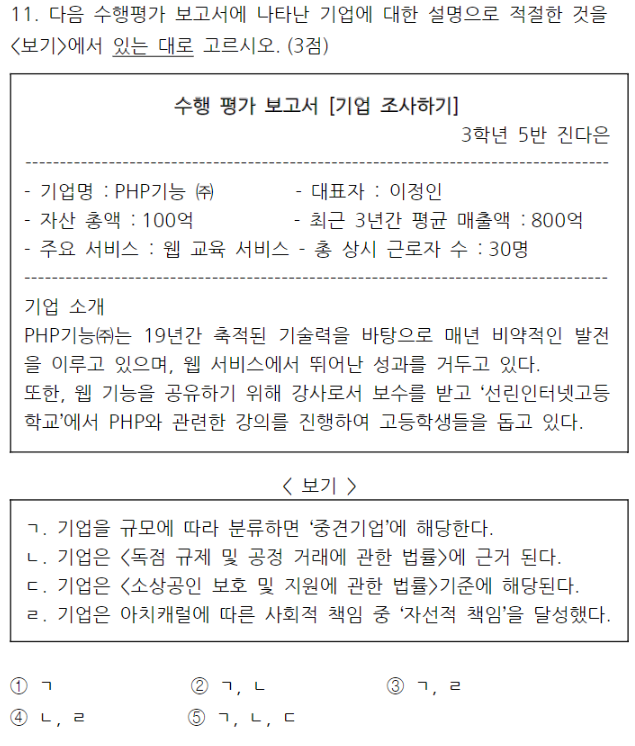 11. 다음 수행평가 보고서에 나타난 기업에 대한 설명으로 적절한 것을
<보기>에서 있는 대로 고르시오. (3점)
수행 평가 보고서 [기업 조사하기]
3학년 5반 진다은
- 기업명 : PHP기능 ㈜ - 대표자 : 이정인
- 자산 총액 : 100억 - 최근 3년간 평균 매출액 : 800억
- 주요 서비스 : 웹 교육 서비스 - 총 상시 근로자 수 : 30명
기업 소개
PHP기능㈜는 19년간 축적된 기술력을 바탕으로 매년 비약적인 발전
을 이루고 있으며, 웹 서비스에서 뛰어난 성과를 거두고 있다.
또한, 웹 기능을 공유하기 위해 강사로서 보수를 받고 '선린인터넷고등
학교'에서 PHP와 관련한 강의를 진행하여 고등학생들을 돕고 있다.
< 보기 >
ㄱ. 기업을 규모에 따라 분류하면 '중견기업'에 해당한다.
ㄴ. 기업은 <독점 규제 및 공정 거래에 관한 법률>에 근거 된다.
ㄷ. 기업은 <소상공인 보호 및 지원에 관한 법률>기준에 해당된다.
ㄹ. 기업은 아치캐럴에 따른 사회적 책임 중 '자선적 책임'을 달성했다.
① ㄱ ② ㄱ, ㄴ ③ ㄱ, ㄹ
④ ㄴ, ㄹ ⑤ ㄱ, ㄴ, ㄷ